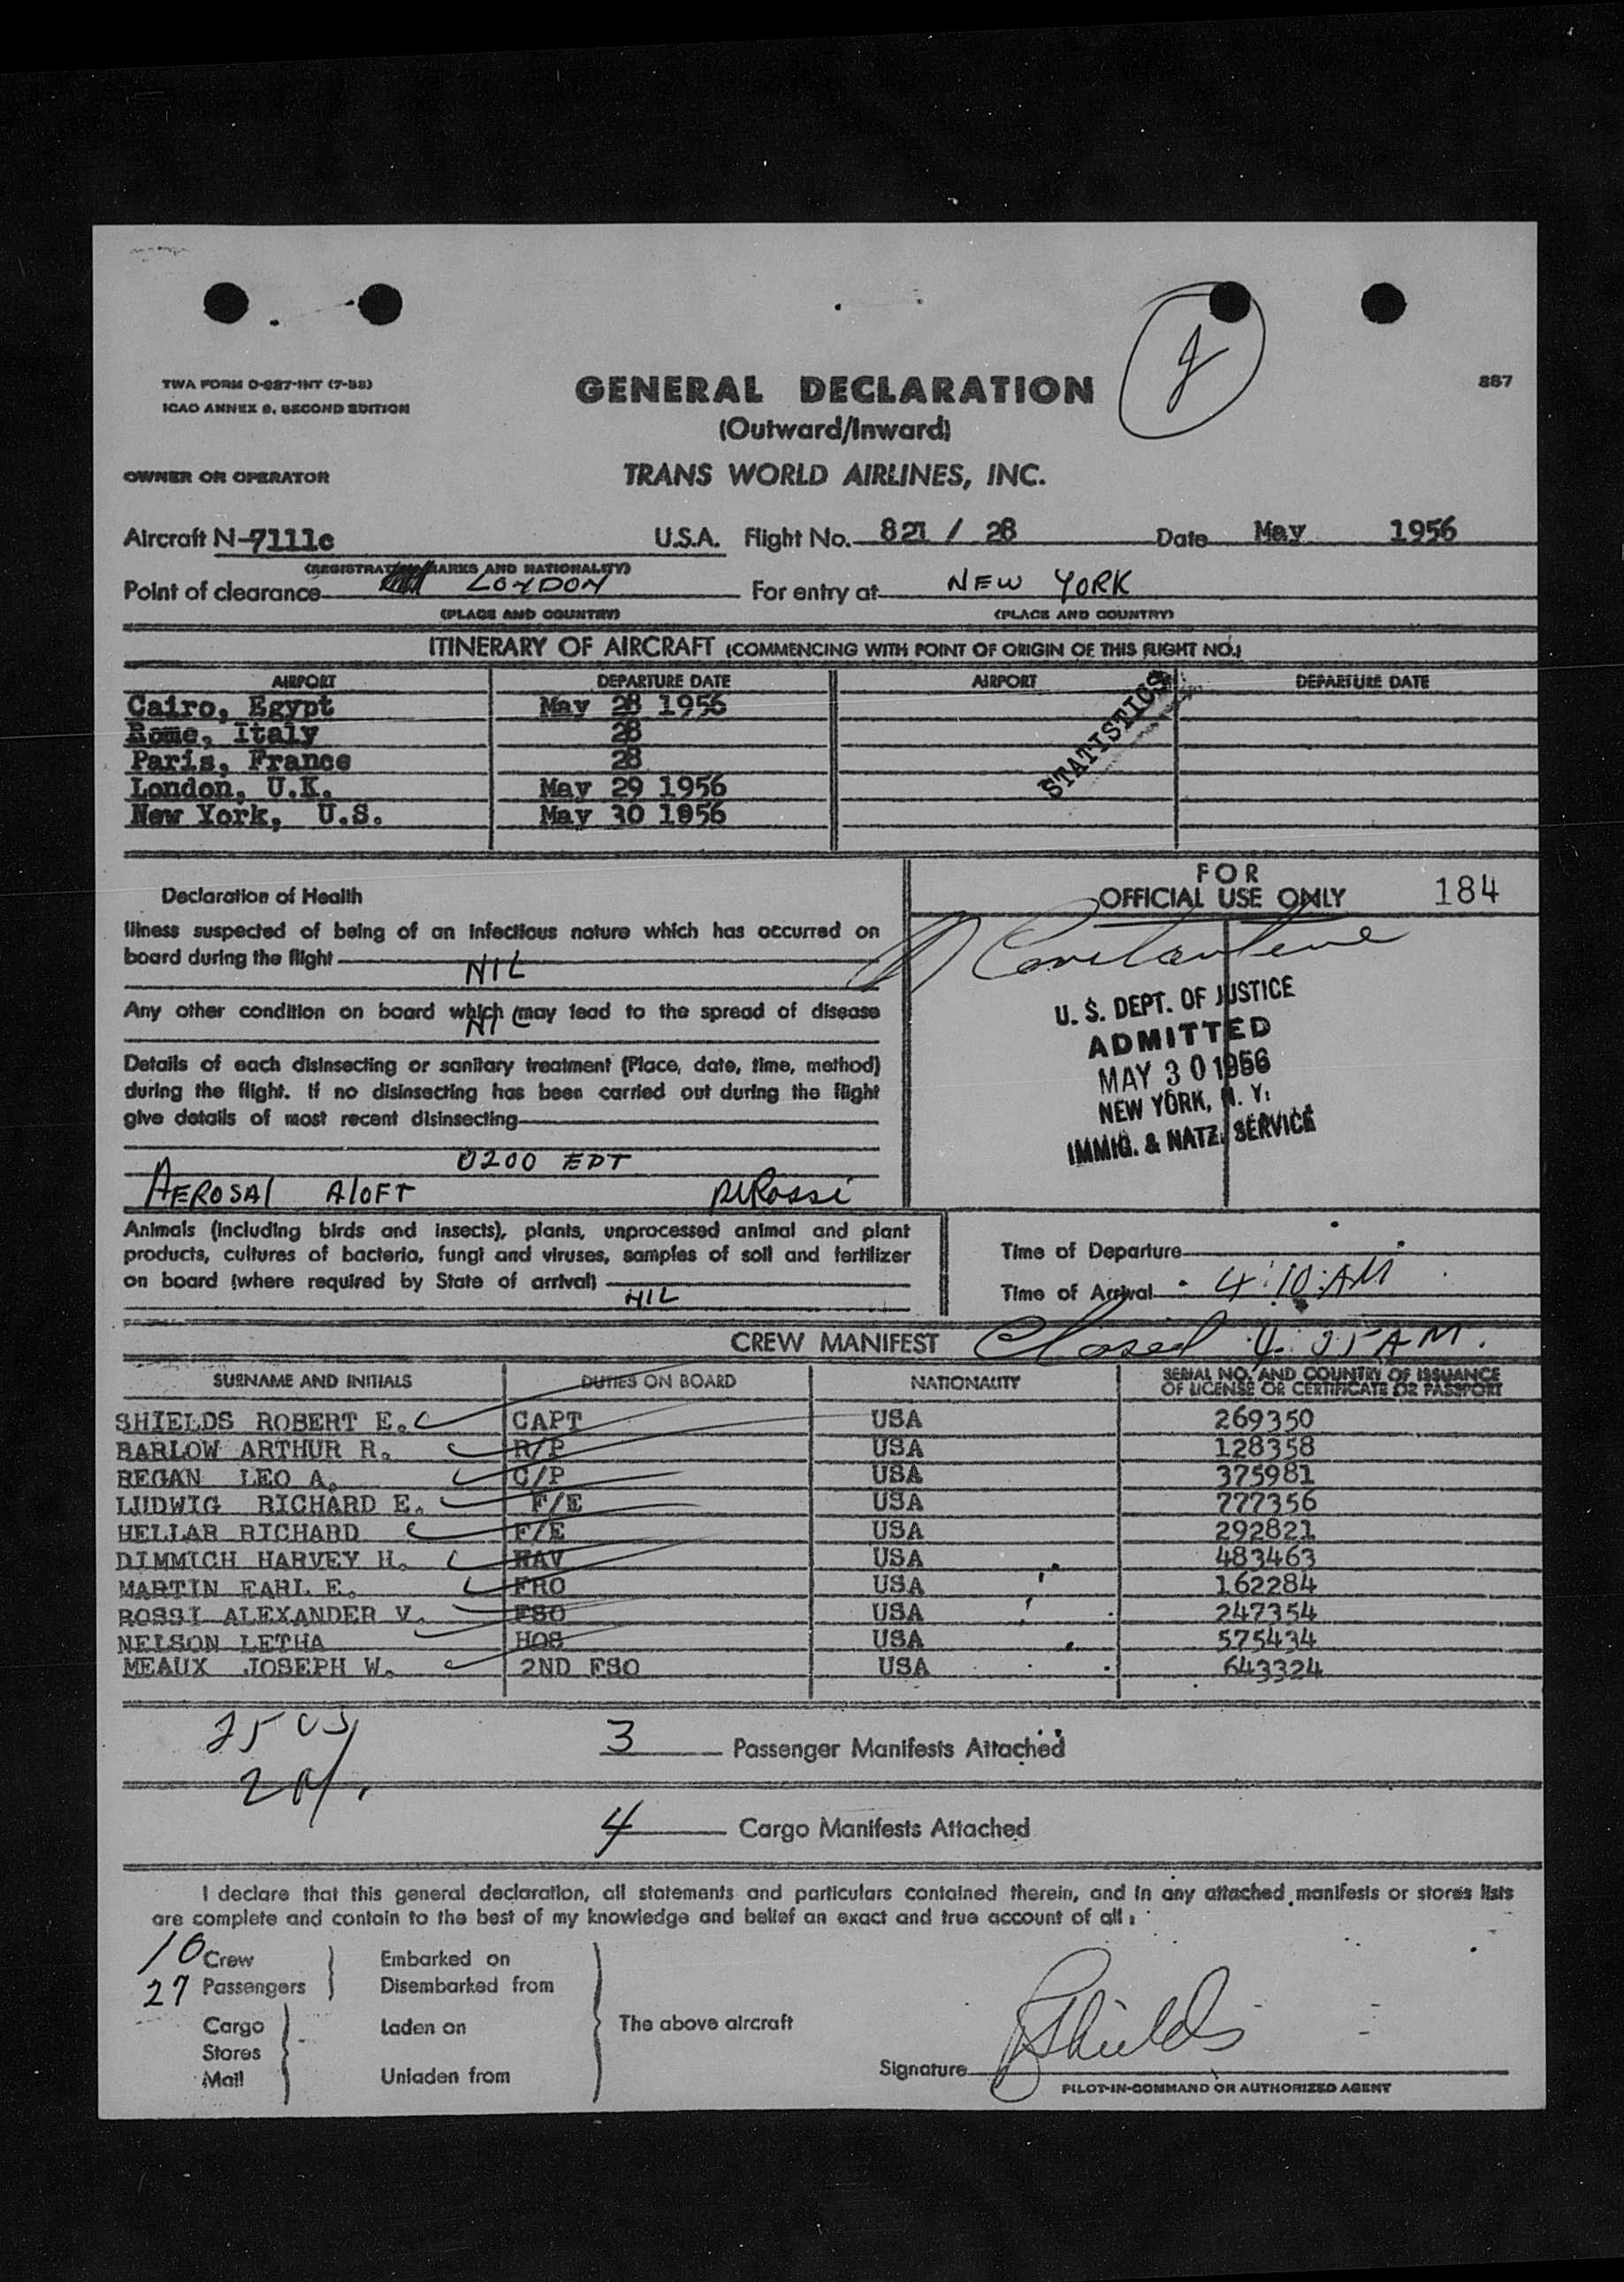 TWA FORM O-887-INT (7-53)
ICAO ANNEX 9, SECOND EDITION
GENERAL DECLARATION
887
(Outward/Inward)
OWNER OR OPERATOR
TRANS WORLD AIRLINES, INC.
Aircraft N-7111c U.S.A. Flight No. 821 / 28 Date May 1956
(REGISTRATION MARKS AND NATIONALITY)
Point of clearance LONDON For entry at NEW YORK
(PLACE AND COUNTRY) (PLACE AND COUNTRY)
ITINERARY OF AIRCRAFT (COMMENCING WITH POINT OF ORIGIN OF THIS FLIGHT NO.)
AIRPORT DEPARTURE DATE AIRPORT DEPARTURE DATE
Cairo, Egypt May 28 1956
Rome, Italy 28
Paris, France 28
London, U.K. May 29 1956
New York, U.S. May 30 1956
STATISTICS
Declaration of Health
Illness suspected of being of an infectious nature which has occurred on
board during the flight
NIL
Any other condition on board which may lead to the spread of disease
NIL
Details of each disinsecting or sanitary treatment (Place, date, time, method)
during the flight. If no disinsecting has been carried out during the flight
give details of most recent disinsecting
0200 EDT
AEROSAl AlOFT Rossi
FOR
OFFICIAL USE ONLY 184
U. S. DEPT. OF JUSTICE
ADMITTED
MAY 30 1956
NEW YORK, N. Y.
IMMIG. & NATZ. SERVICE
Animals (including birds and insects), plants, unprocessed animal and plant
products, cultures of bacteria, fungi and viruses, samples of soil and fertilizer
on board (where required by State of arrival)
NIL
Time of Departure
Time of Arrival 4:10 AM
CREW MANIFEST Closed 4:25 AM.
SURNAME AND INITIALS DUTIES ON BOARD NATIONALITY SERIAL NO. AND COUNTRY OF ISSUANCE
OF LICENSE OR CERTIFICATE OR PASSPORT
SHIELDS ROBERT E. CAPT USA 269350
BARLOW ARTHUR R. R/P USA 128358
REGAN LEO A. C/P USA 375981
LUDWIG RICHARD E. F/E USA 777356
HELLAR RICHARD F/E USA 292821
DIMMICH HARVEY H. NAV USA 483463
MARTIN EARL E. FRO USA 162284
ROSSI ALEXANDER V. FSO USA 247354
NELSON LETHA HOS USA 575434
MEAUX JOSEPH W. 2ND FSO USA 643324
3 Passenger Manifests Attached
4 Cargo Manifests Attached
I declare that this general declaration, all statements and particulars contained therein, and in any attached manifests or stores lists
are complete and contain to the best of my knowledge and belief an exact and true account of all:
10 Crew Embarked on
27 Passengers Disembarked from
Cargo Laden on The above aircraft
Stores
Mail Unladen from
Signature Shields
PILOT-IN-COMMAND OR AUTHORIZED AGENT